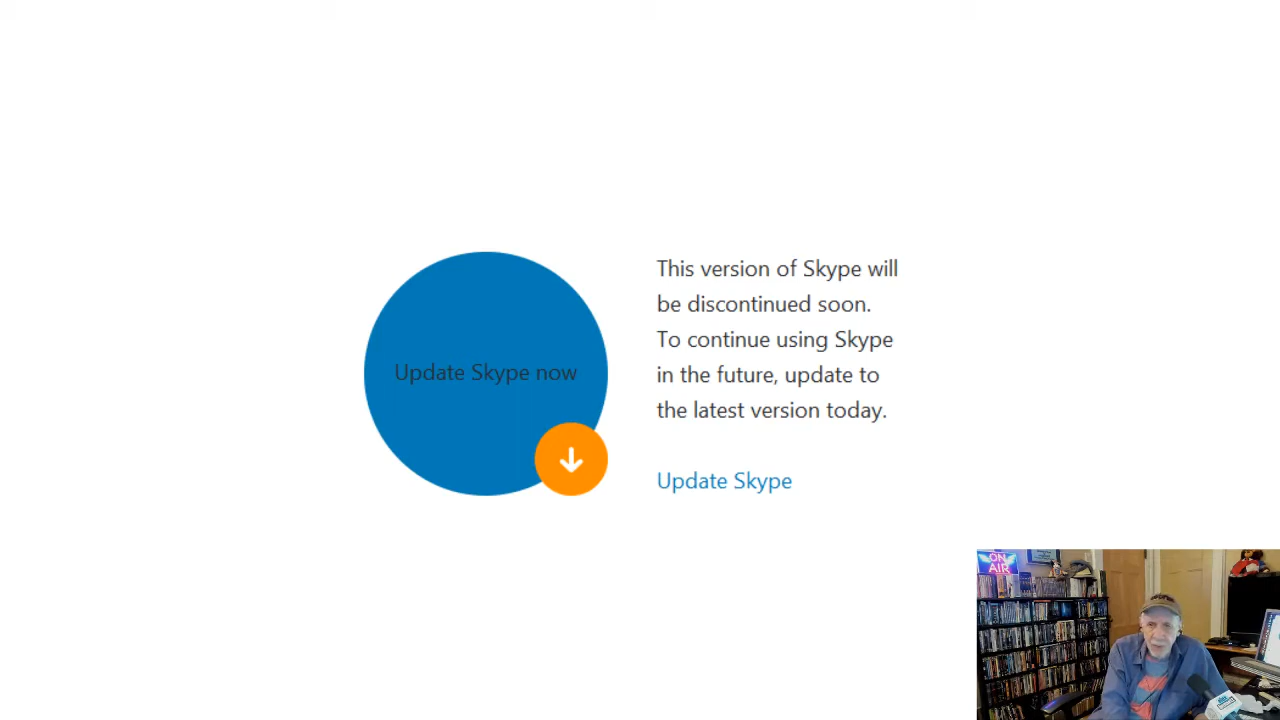 This version of Skype will
be discontinued soon.
To continue using Skype
in the future, update to
the latest version today.
Update Skype now
Update Skype
ON
AIR